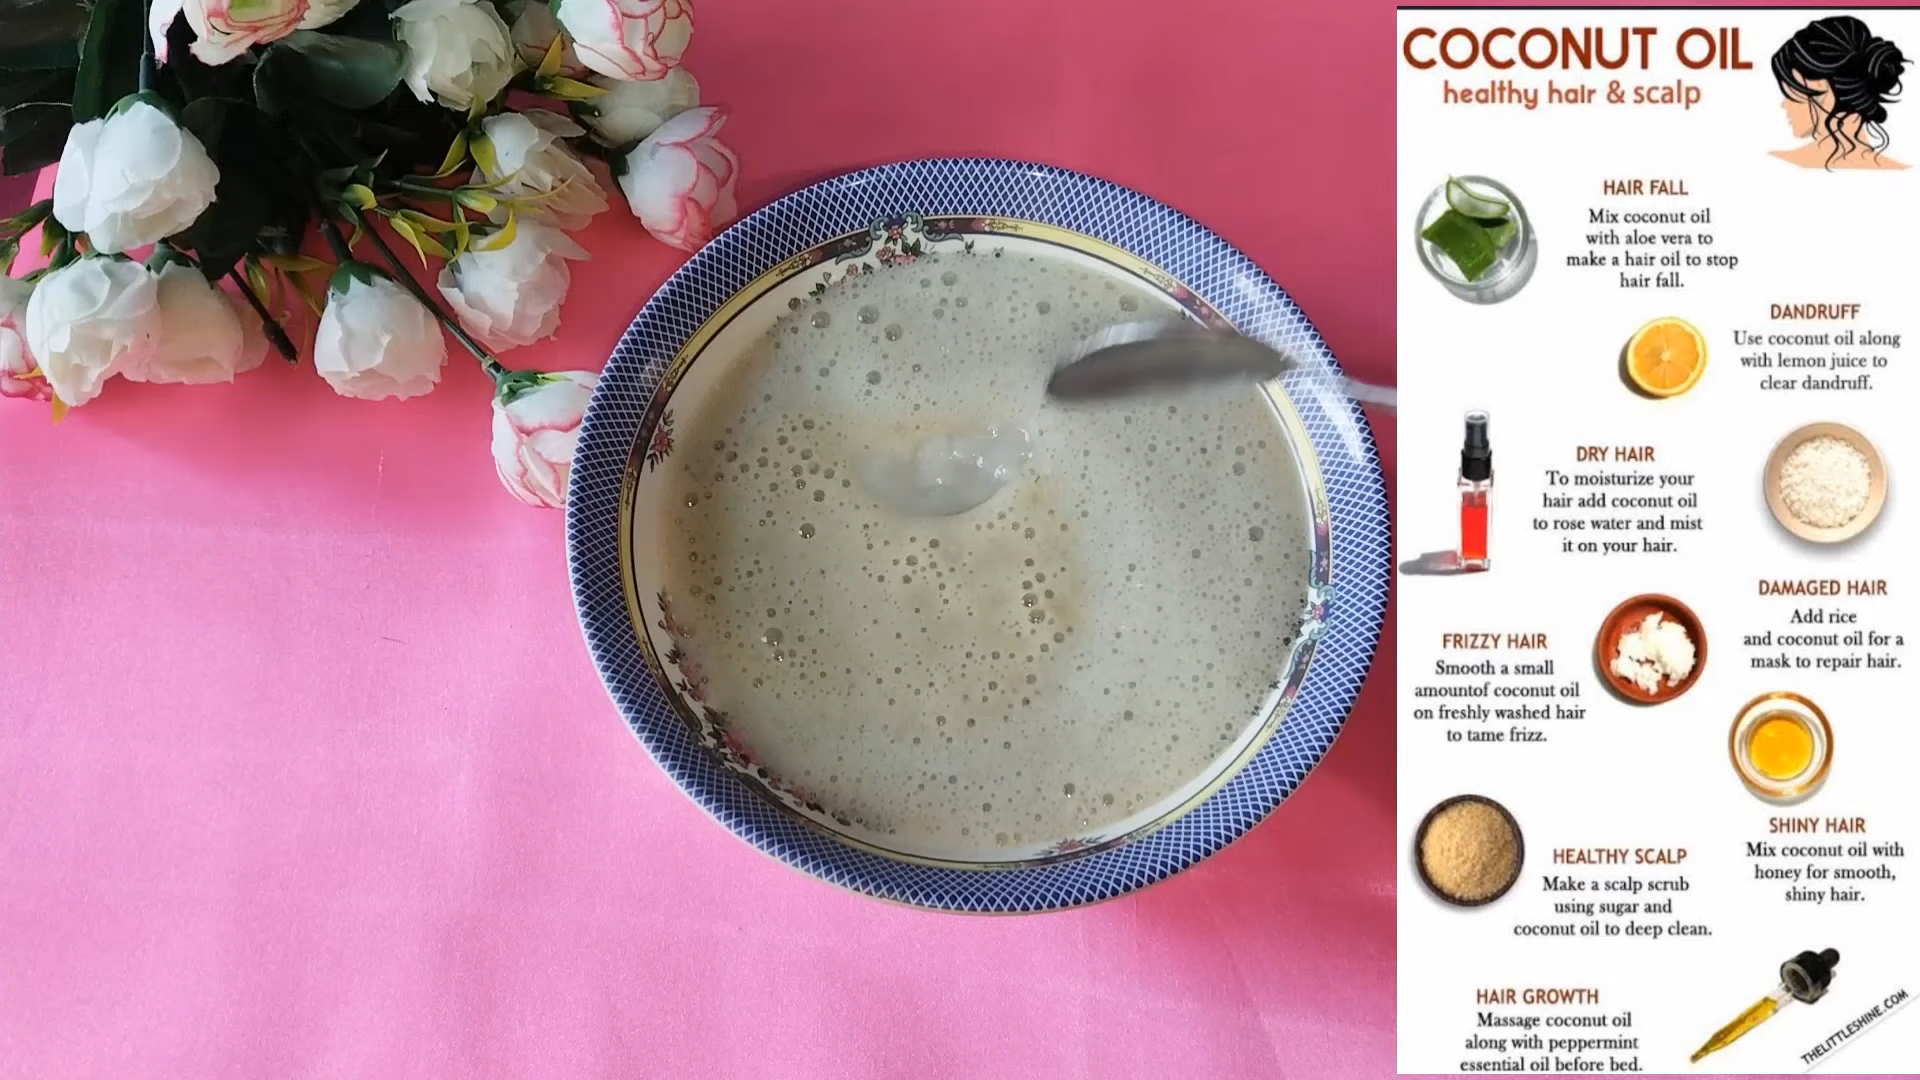 COCONUT OIL
healthy hair & scalp
HAIR FALL
Mix coconut oil
with aloe vera to
make a hair oil to stop
hair fall.
DANDRUFF
Use coconut oil along
with lemon juice to
clear dandruff.
DRY HAIR
To moisturize your
hair add coconut oil
to rose water and mist
it on your hair.
DAMAGED HAIR
Add rice
and coconut oil for a
mask to repair hair.
FRIZZY HAIR
Smooth a small
amountof coconut oil
on freshly washed hair
to tame frizz.
SHINY HAIR
Mix coconut oil with
honey for smooth,
shiny hair.
HEALTHY SCALP
Make a scalp scrub
using sugar and
coconut oil to deep clean.
HAIR GROWTH
Massage coconut oil
along with peppermint
essential oil before bed.
THELITTLESHINE.COM